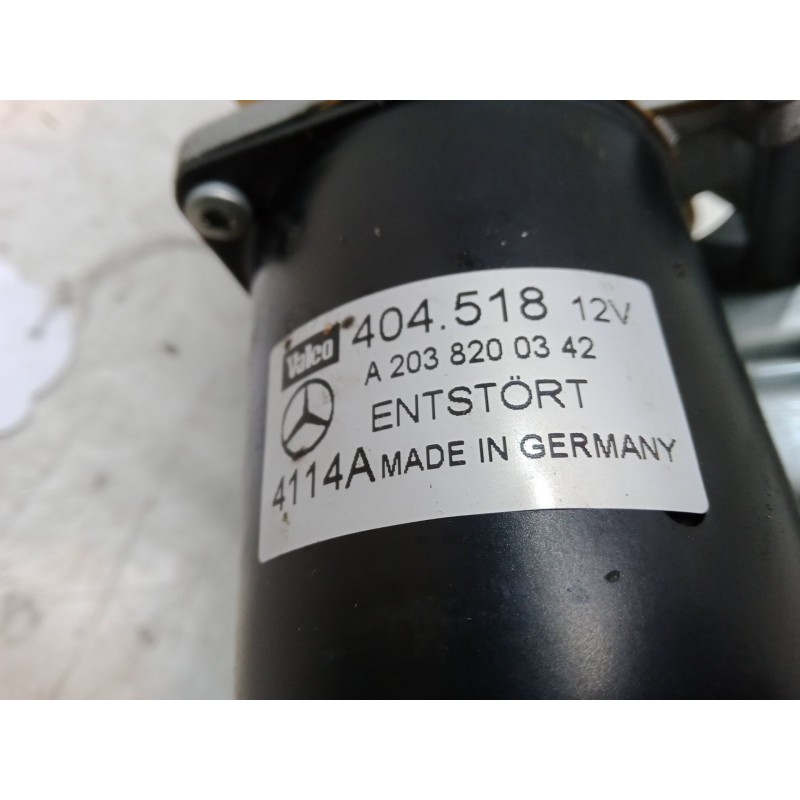 Valeo 404.518 12V
A 203 820 03 42
ENTSTÖRT
4114A MADE IN GERMANY